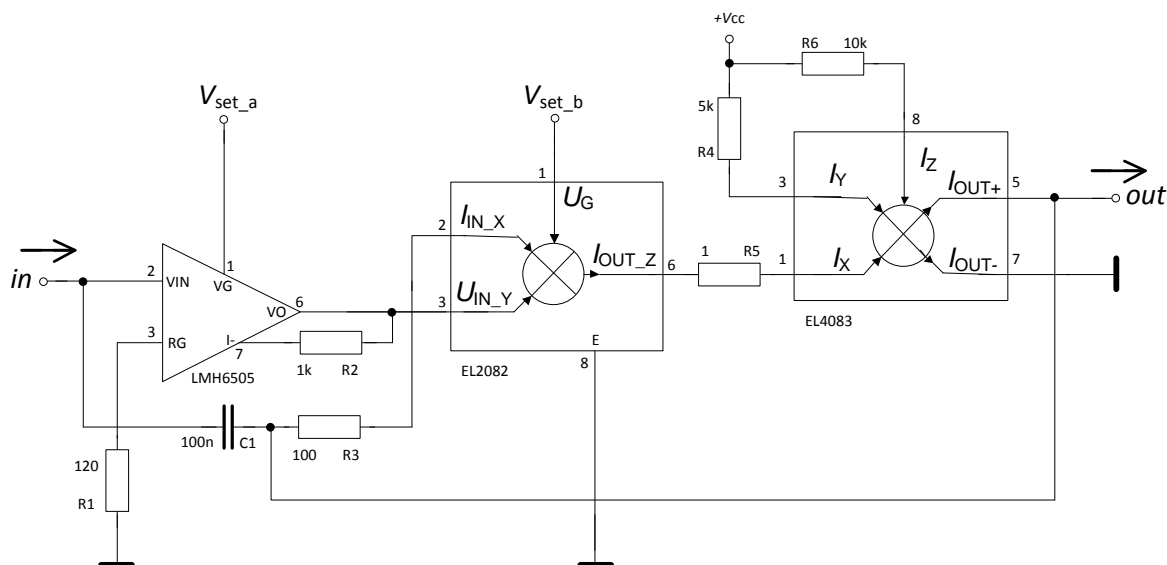 +Vcc
R6 10k
Vset_a
Vset_b
5k
R4
8
1
UG
3
IY
IZ
IOUT+
5
out
in
2
VIN
1
VG
VO
6
2
IIN_X
3
UIN_Y
IOUT_Z
6
1 R5
1
IX
IOUT-
7
3
RG
I-
7
LMH6505
1k R2
E
8
EL2082
EL4083
100n C1
100 R3
120
R1